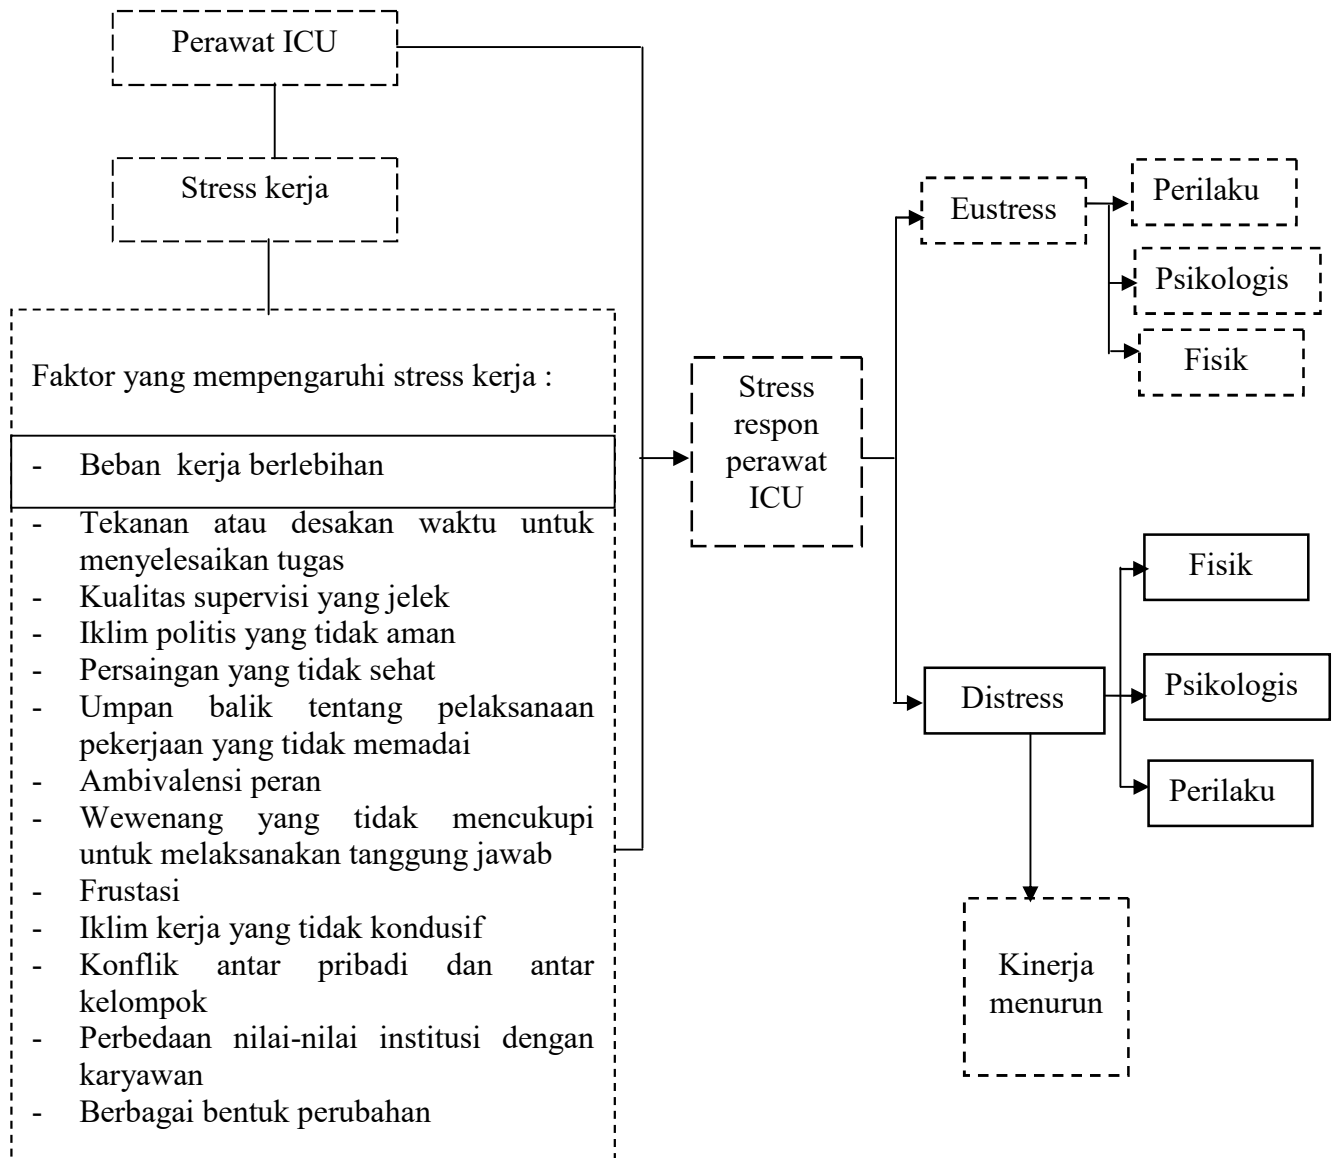 Perawat ICU
Stress kerja
Faktor yang mempengaruhi stress kerja :
- Beban kerja berlebihan
- Tekanan atau desakan waktu untuk
menyelesaikan tugas
- Kualitas supervisi yang jelek
- Iklim politis yang tidak aman
- Persaingan yang tidak sehat
- Umpan balik tentang pelaksanaan
pekerjaan yang tidak memadai
- Ambivalensi peran
- Wewenang yang tidak mencukupi
untuk melaksanakan tanggung jawab
- Frustasi
- Iklim kerja yang tidak kondusif
- Konflik antar pribadi dan antar
kelompok
- Perbedaan nilai-nilai institusi dengan
karyawan
- Berbagai bentuk perubahan
Stress
respon
perawat
ICU
Eustress
Perilaku
Psikologis
Fisik
Distress
Fisik
Psikologis
Perilaku
Kinerja
menurun